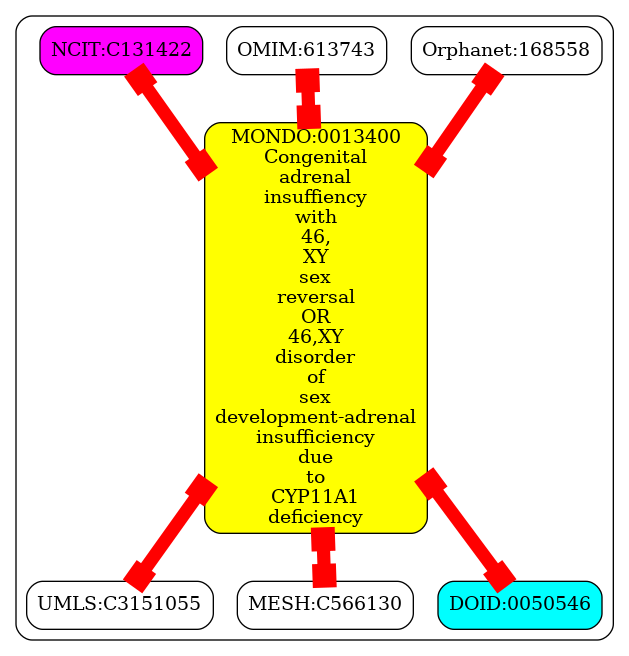 NCIT:C131422
OMIM:613743
Orphanet:168558
MONDO:0013400
Congenital
adrenal
insuffiency
with
46,
XY
sex
reversal
OR
46,XY
disorder
of
sex
development-adrenal
insufficiency
due
to
CYP11A1
deficiency
UMLS:C3151055
MESH:C566130
DOID:0050546